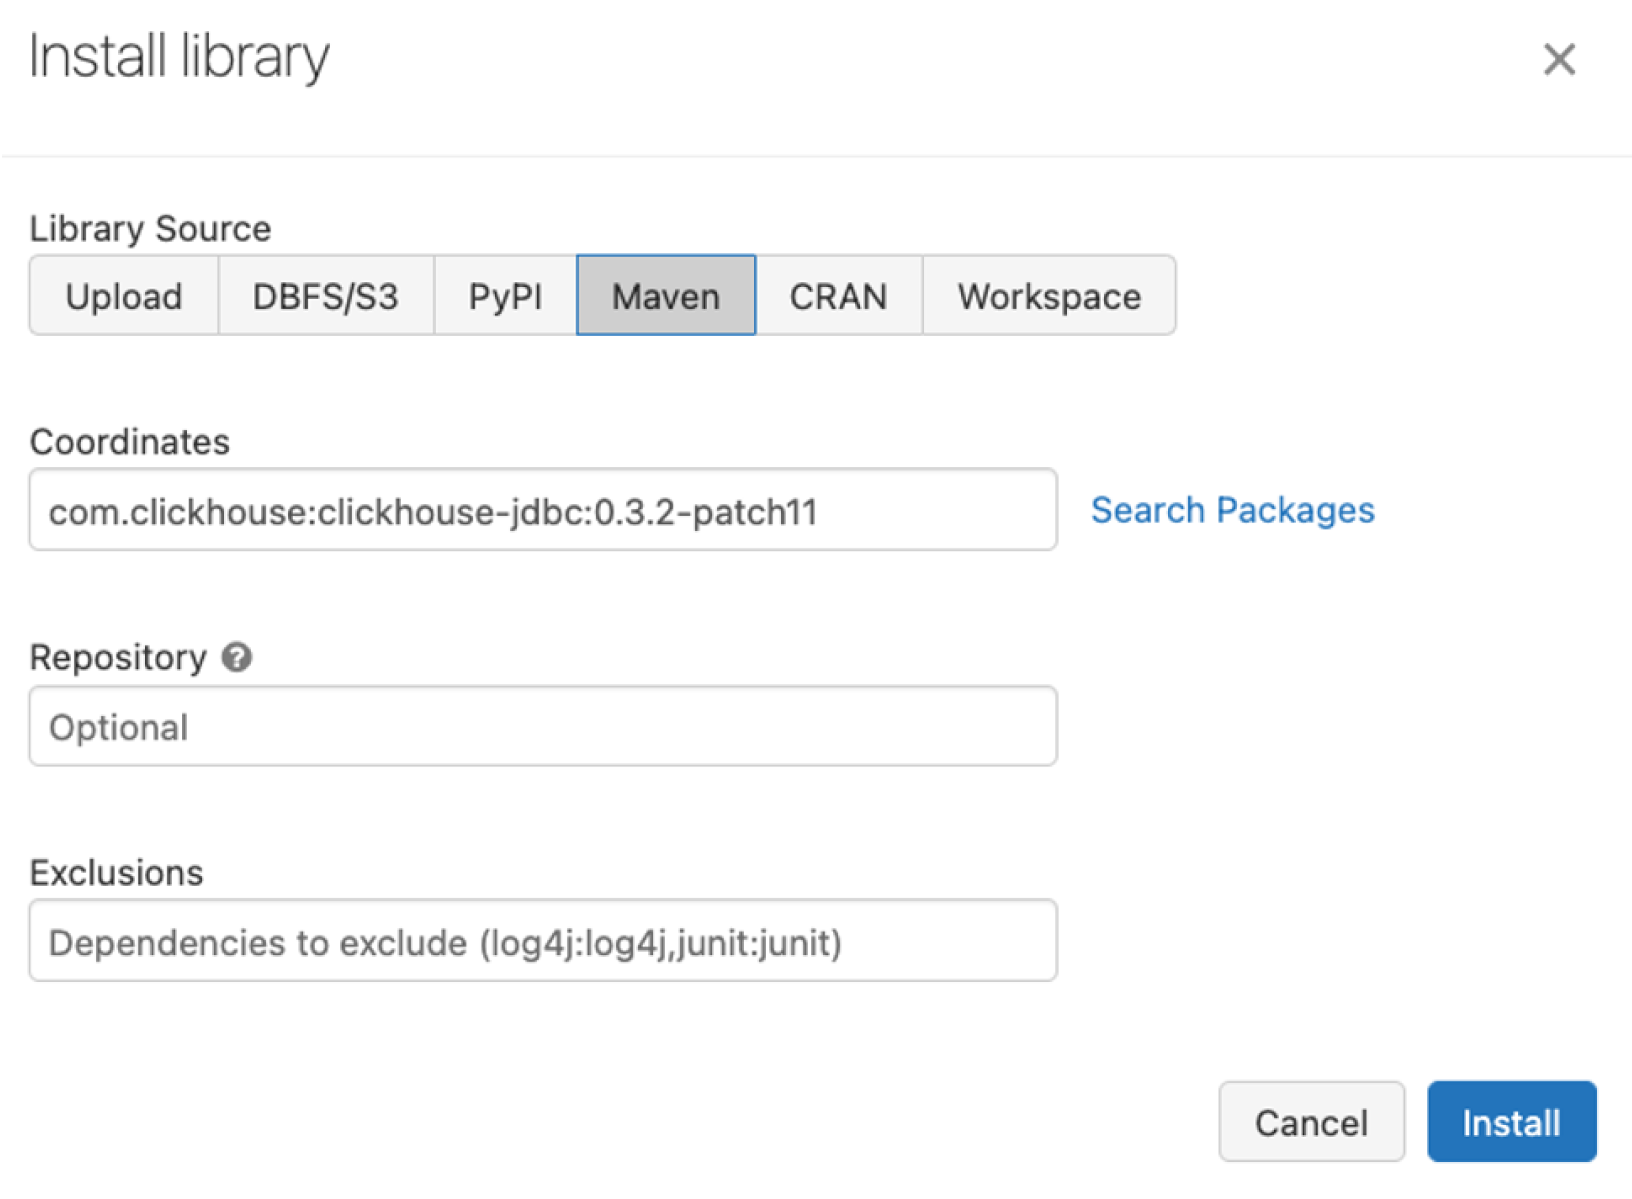 Install library
Library Source
Upload DBFS/S3 PyPI Maven CRAN Workspace
Coordinates
com.clickhouse:clickhouse-jdbc:0.3.2-patch11 Search Packages
Repository ?
Optional
Exclusions
Dependencies to exclude (log4j:log4j,junit:junit)
Cancel Install